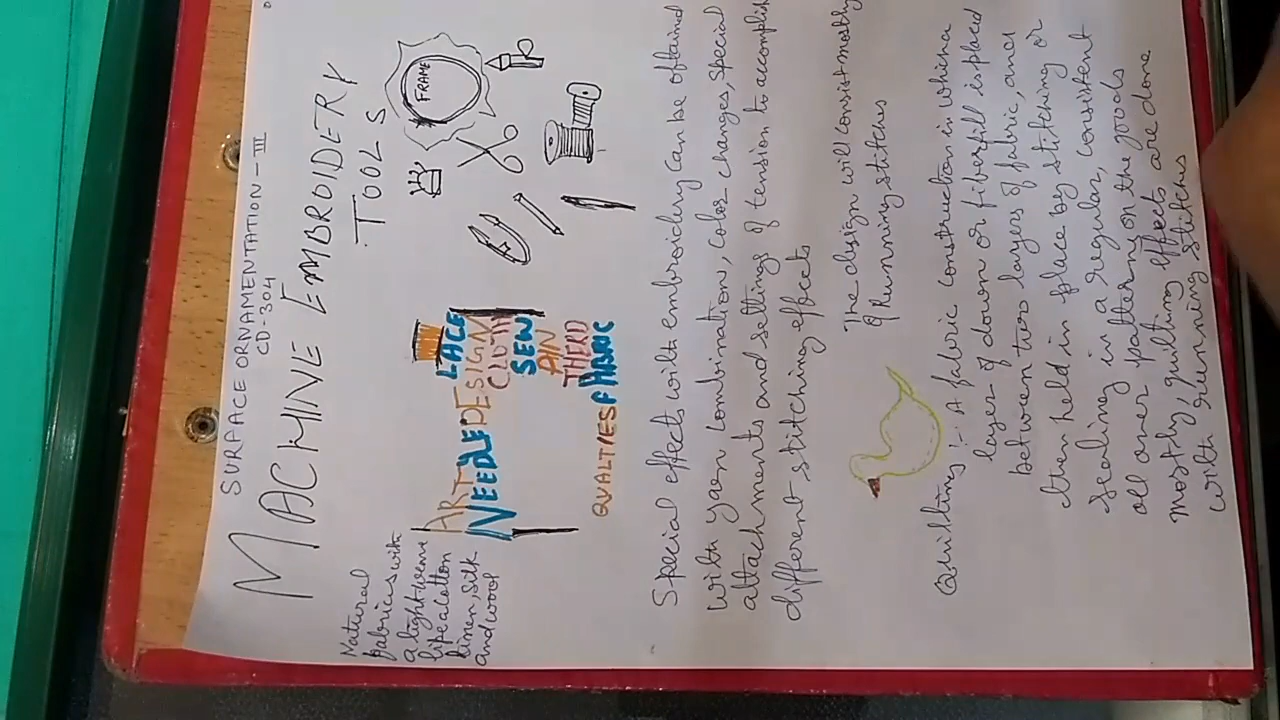 SURFACE ORNAMENTATION - III
CD-304
MACHINE EMBROIDERY
TOOLS
FRAME
Natural
fabrics with
a light weave
like cotton
linen, silk
and wool
ART
NEEDLE
DESIGN
LACE
CLOTH
SEW
PIN
THERD
QUALTYES
FABRIC
Special effects with embroidery can be obtained
with yarn combination, color changes, special
attachments and settings of tension to accomplish
different stitching effects
The design will consist mostly
of Running stitches
Quilting :- A fabric construction in which a
layer of down or fiberfill is placed
between two layers of fabric, and
then held in place by stitching or
sealing in a regular, consistent
all over pattern on the goods
Mostly, quilting effects are done
with running stitches